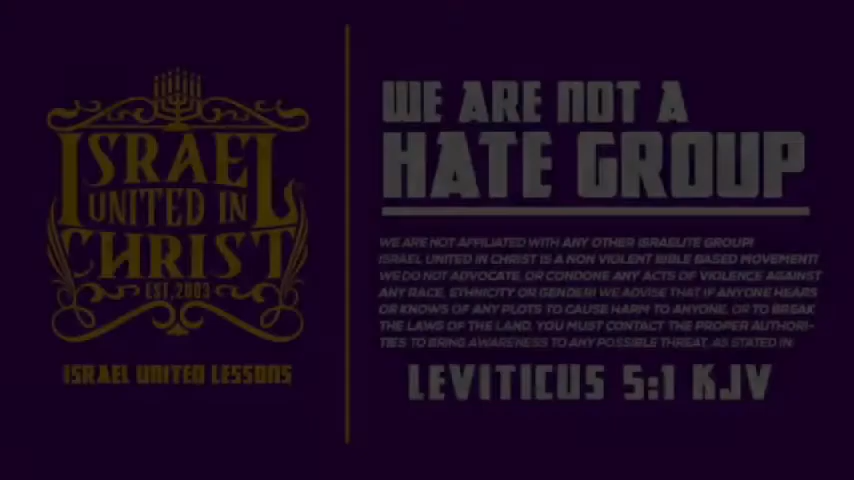 ISRAEL
UNITED IN
CHRIST
EST. 2003
ISRAEL UNITED LESSONS
WE ARE NOT A
HATE GROUP
WE ARE NOT AFFILIATED WITH ANY OTHER ISRAELITE GROUP!
ISRAEL UNITED IN CHRIST IS A NON VIOLENT BIBLE BASED MOVEMENT!
WE DO NOT ADVOCATE, OR CONDONE ANY ACTS OF VIOLENCE AGAINST
ANY RACE, ETHNICITY OR GENDER! WE ADVISE THAT IF ANYONE HEARS
OR KNOWS OF ANY PLOTS TO CAUSE HARM TO ANYONE, OR TO BREAK
THE LAWS OF THE LAND, YOU MUST CONTACT THE PROPER AUTHORI-
TIES TO BRING AWARENESS TO ANY POSSIBLE THREAT, AS STATED IN
LEVITICUS 5:1 KJV